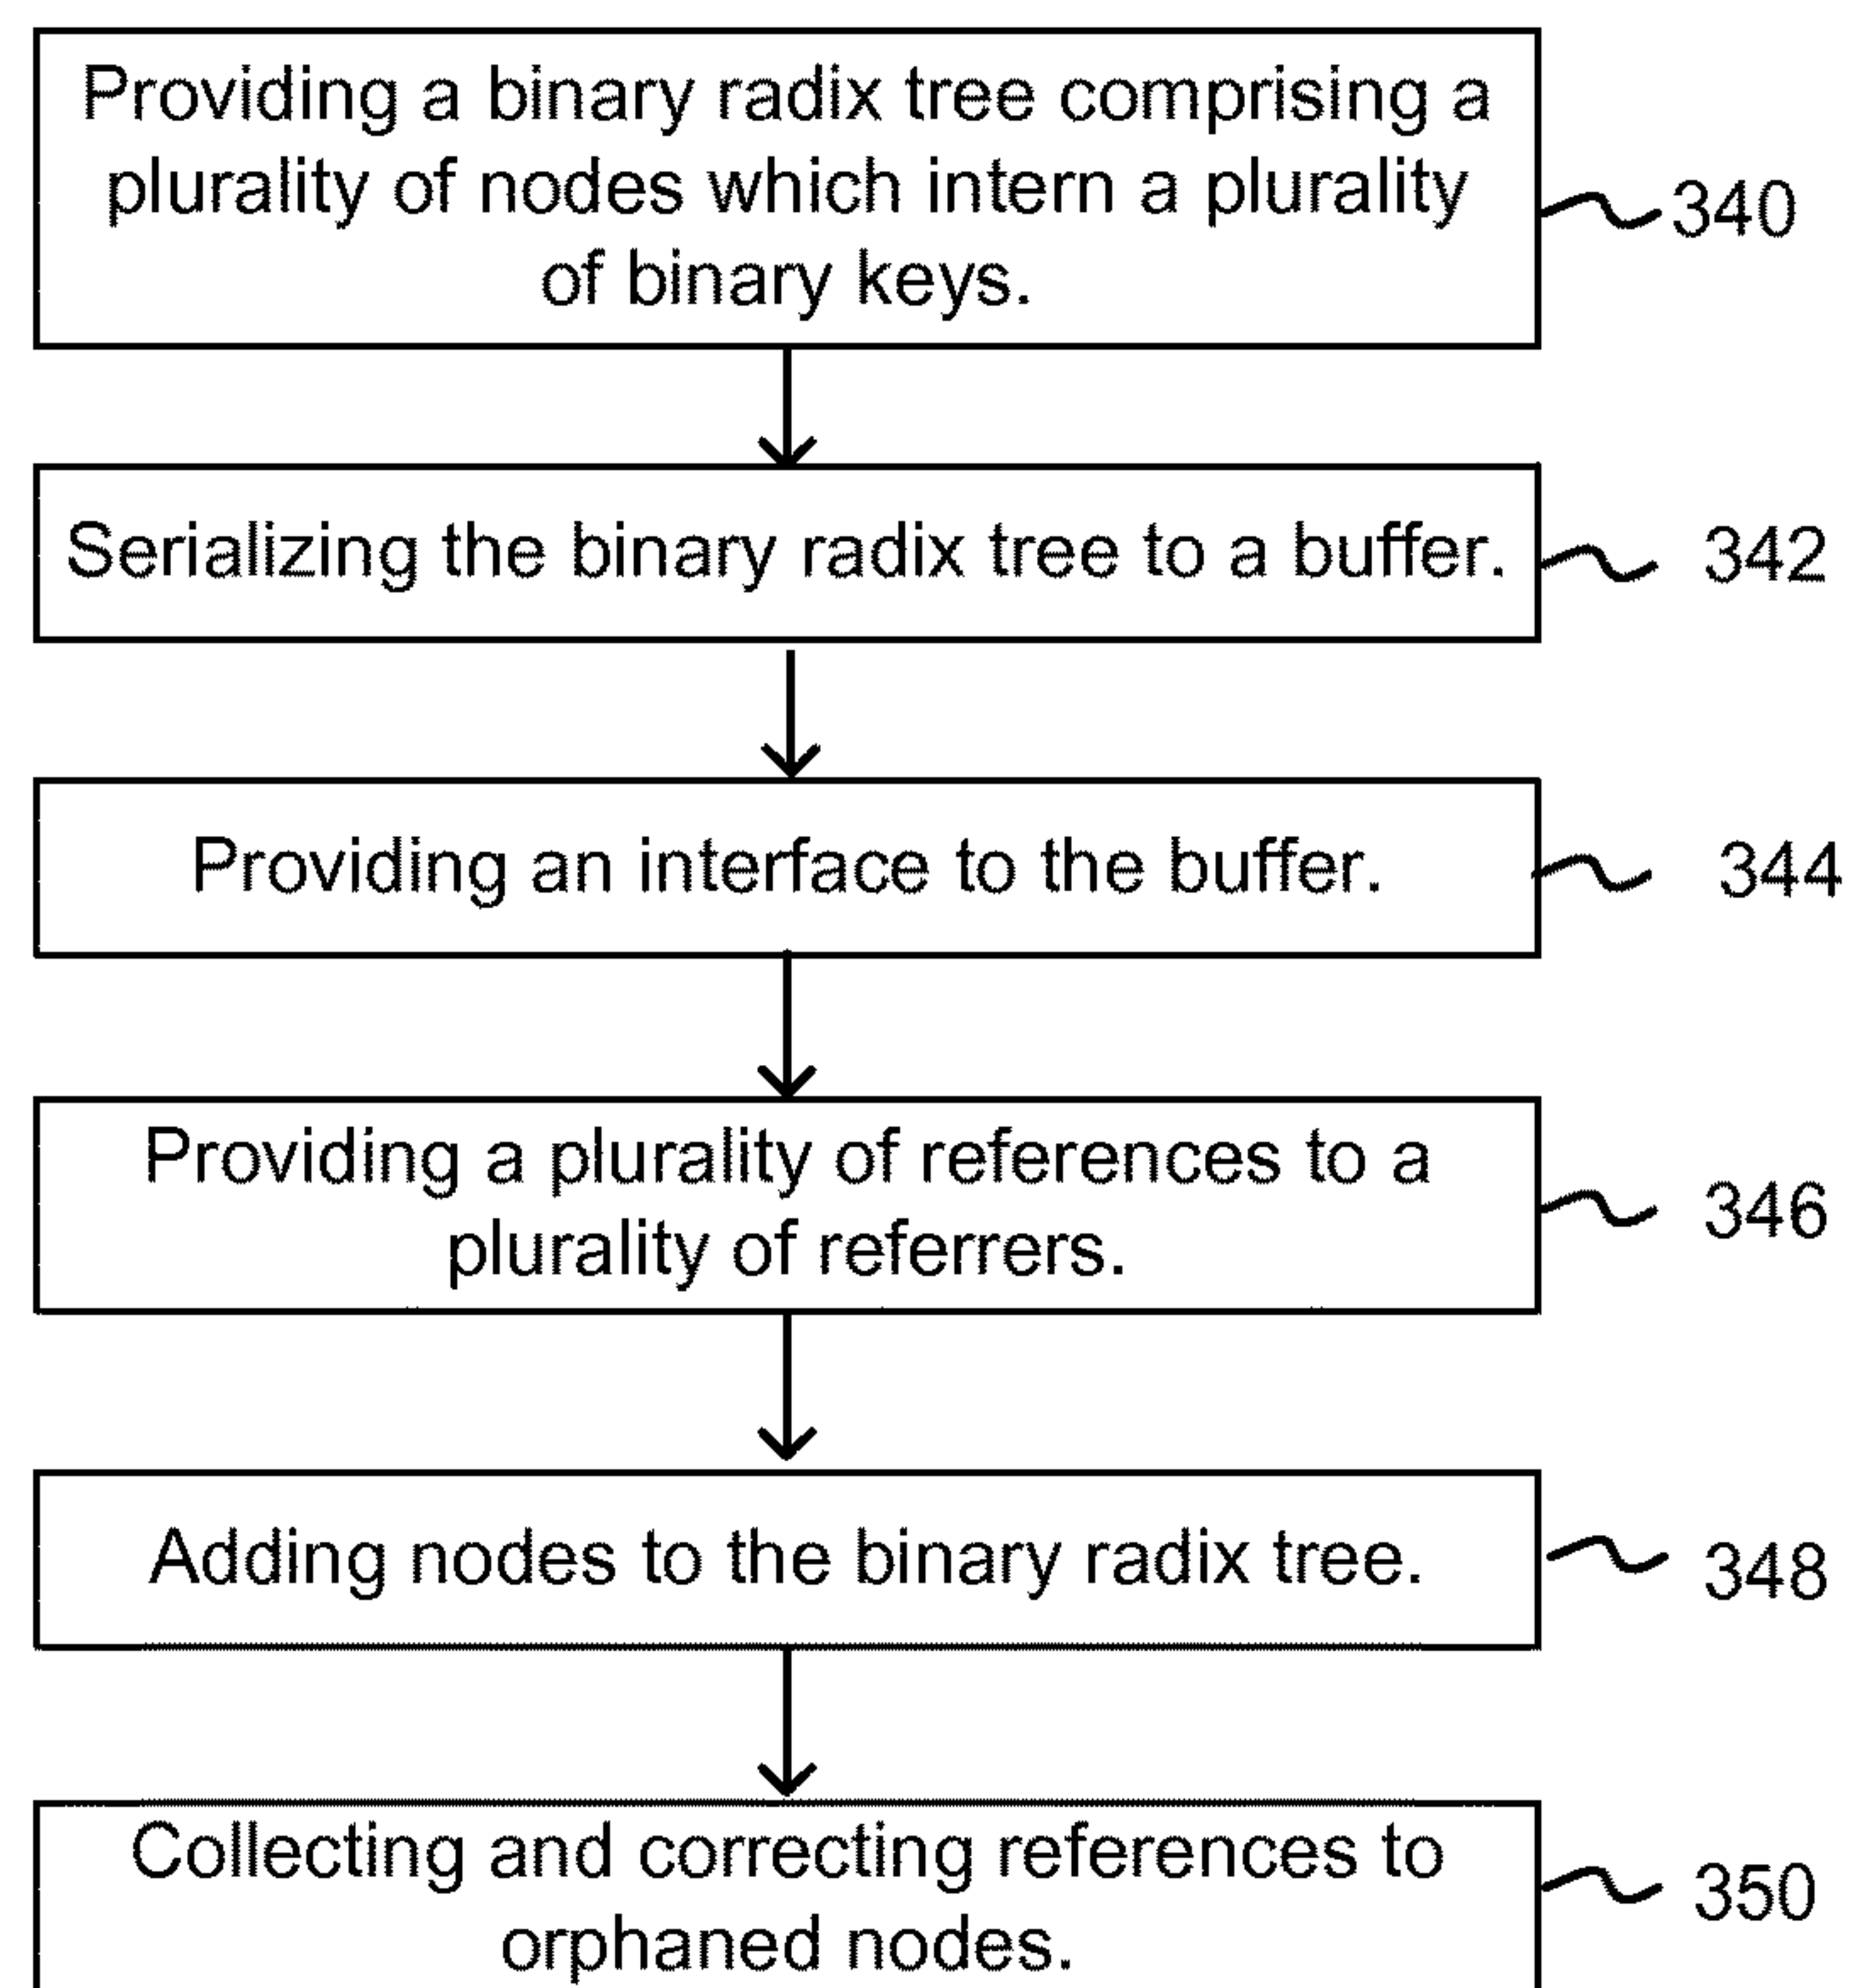 Providing a binary radix tree comprising a
plurality of nodes which intern a plurality
of binary keys.
340
Serializing the binary radix tree to a buffer.
342
Providing an interface to the buffer.
344
Providing a plurality of references to a
plurality of referrers.
346
Adding nodes to the binary radix tree.
348
Collecting and correcting references to
orphaned nodes.
350